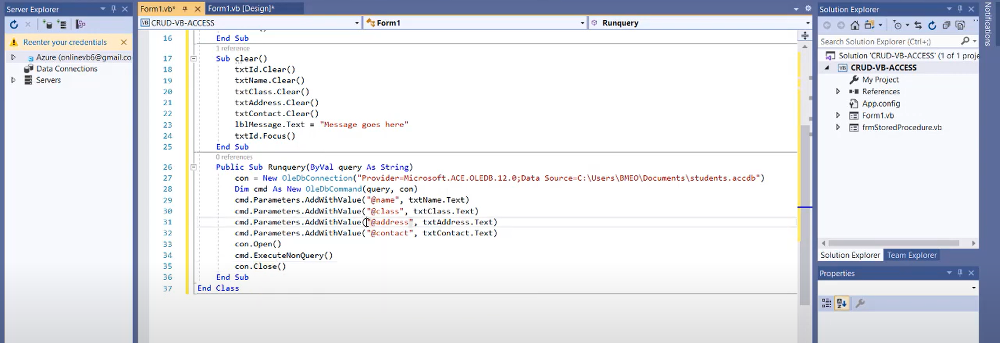 Server Explorer
Reenter your credentials
Azure (onlinevb6@gmail.co
Data Connections
Servers
Form1.vb*
Form1.vb [Design]*
CRUD-VB-ACCESS
Form1
Runquery
16 End Sub
1 reference
17 Sub clear()
18 txtId.Clear()
19 txtName.Clear()
20 txtClass.Clear()
21 txtAddress.Clear()
22 txtContact.Clear()
23 lblMessage.Text = "Message goes here"
24 txtId.Focus()
25 End Sub
0 references
26 Public Sub Runquery(ByVal query As String)
27 con = New OleDbConnection("Provider=Microsoft.ACE.OLEDB.12.0;Data Source=C:\Users\BMEO\Documents\students.accdb")
28 Dim cmd As New OleDbCommand(query, con)
29 cmd.Parameters.AddWithValue("@name", txtName.Text)
30 cmd.Parameters.AddWithValue("@class", txtClass.Text)
31 cmd.Parameters.AddWithValue("@address", txtAddress.Text)
32 cmd.Parameters.AddWithValue("@contact", txtContact.Text)
33 con.Open()
34 cmd.ExecuteNonQuery()
35 con.Close()
36 End Sub
37 End Class
Solution Explorer
Search Solution Explorer (Ctrl+;)
Solution 'CRUD-VB-ACCESS' (1 of 1 proje
VB CRUD-VB-ACCESS
My Project
References
App.config
Form1.vb
frmStoredProcedure.vb
Solution Explorer
Team Explorer
Properties
Notifications